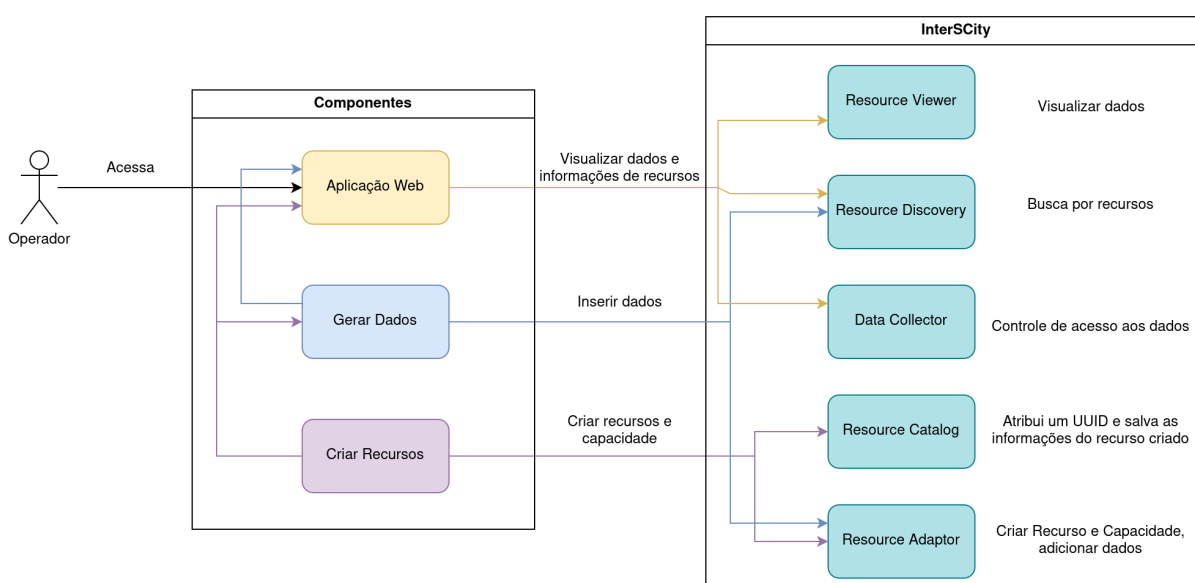 InterSCity
Componentes
Resource Viewer
Visualizar dados
Acessa
Visualizar dados e
informações de recursos
Aplicação Web
Operador
Resource Discovery
Busca por recursos
Gerar Dados
Inserir dados
Data Collector
Controle de acesso aos dados
Criar Recursos
Criar recursos e
capacidade
Resource Catalog
Atribui um UUID e salva as
informações do recurso criado
Resource Adaptor
Criar Recurso e Capacidade,
adicionar dados